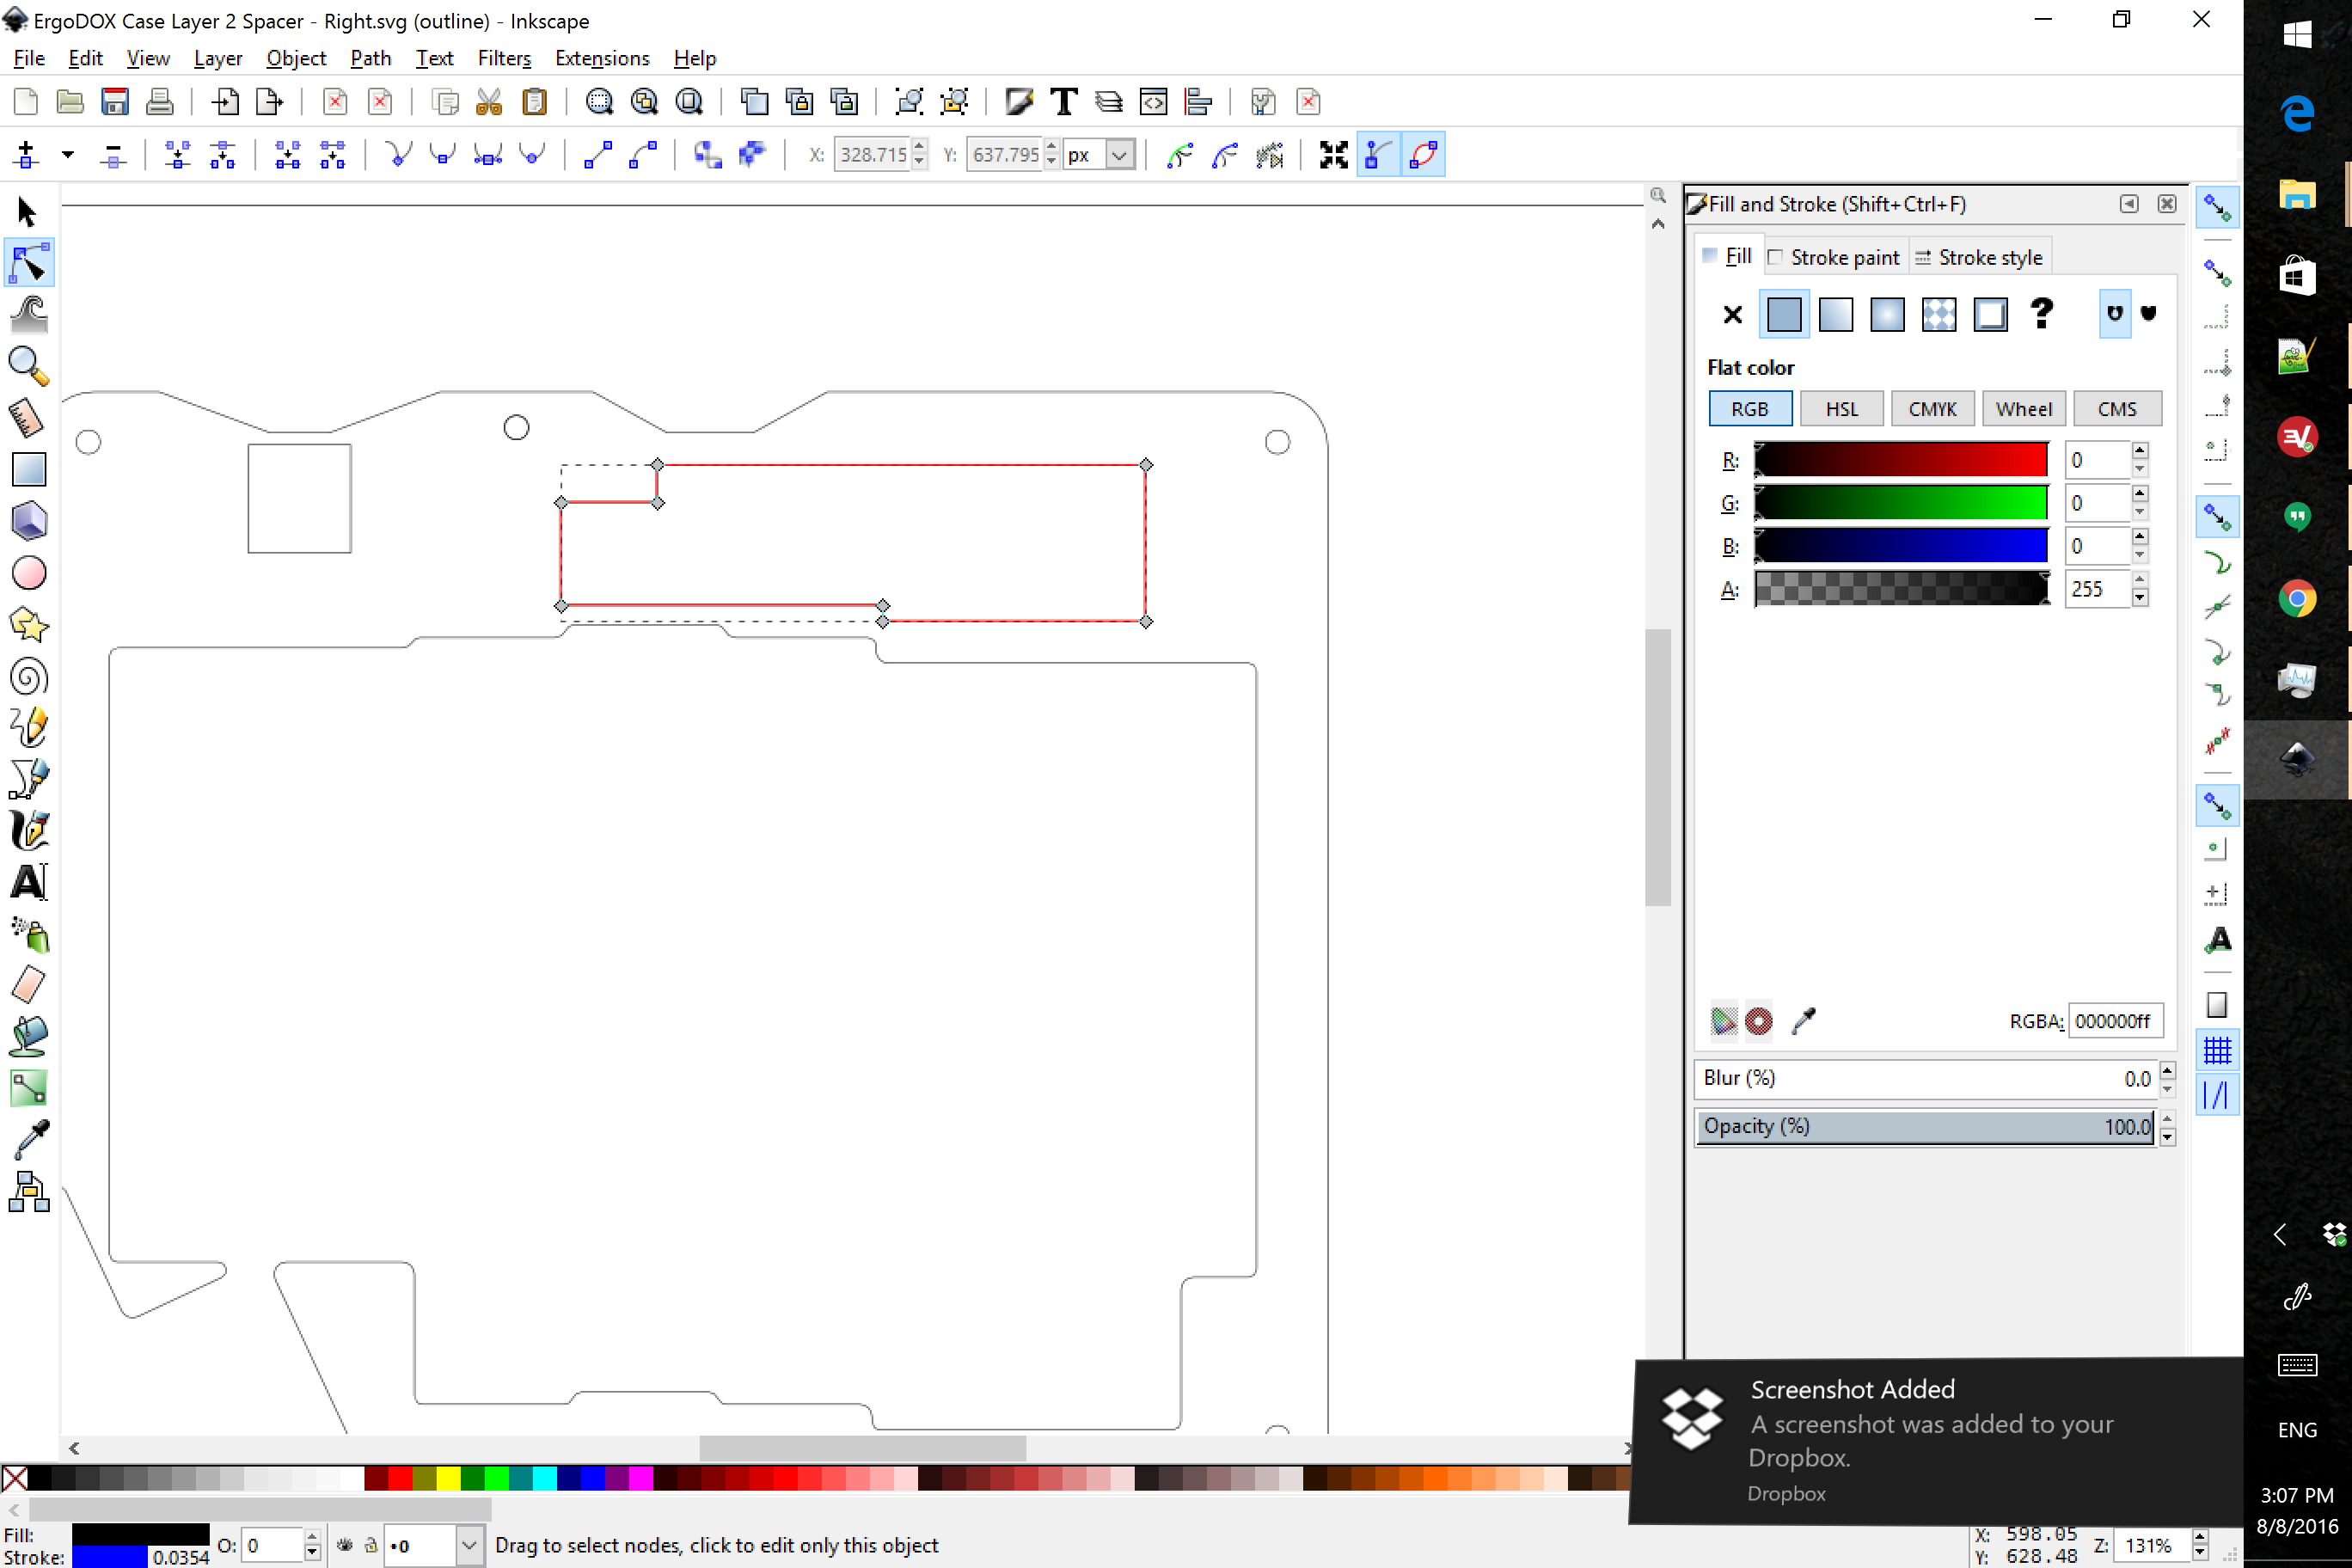 ErgoDOX Case Layer 2 Spacer - Right.svg (outline) - Inkscape
File Edit View Layer Object Path Text Filters Extensions Help
X: 328.715 Y: 637.795 px
Fill and Stroke (Shift+Ctrl+F)
Fill Stroke paint Stroke style
Flat color
RGB HSL CMYK Wheel CMS
R: 0
G: 0
B: 0
A: 255
RGBA: 000000ff
Blur (%) 0.0
Opacity (%) 100.0
Screenshot Added
A screenshot was added to your
Dropbox.
Dropbox
ENG
3:07 PM
8/8/2016
Fill:
Stroke: 0.0354
O: 0
•0
Drag to select nodes, click to edit only this object
X: 598.05
Y: 628.48
Z: 131%